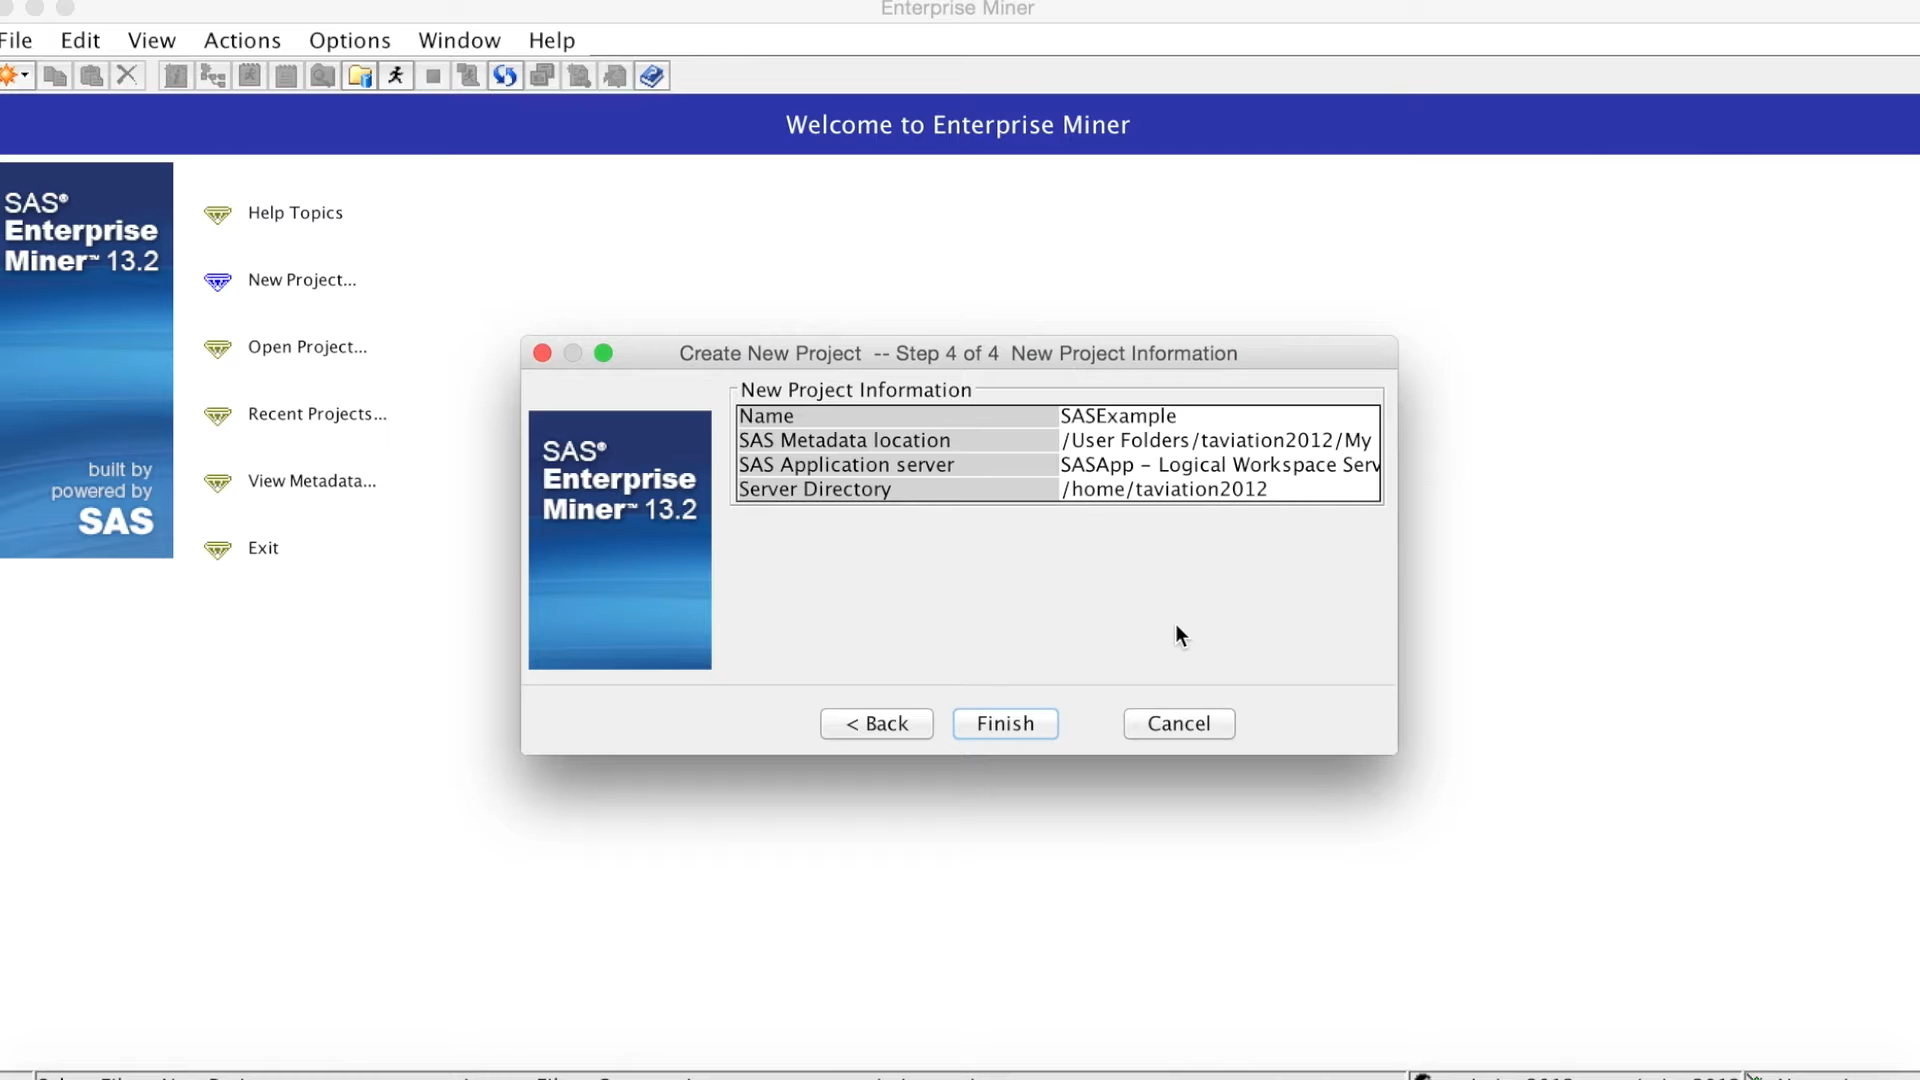 Enterprise Miner
File Edit View Actions Options Window Help
Welcome to Enterprise Miner
SAS®
Enterprise
Miner™ 13.2
built by
powered by
SAS
Help Topics
New Project...
Open Project...
Recent Projects...
View Metadata...
Exit
Create New Project -- Step 4 of 4 New Project Information
SAS®
Enterprise
Miner™ 13.2
New Project Information
Name SASExample
SAS Metadata location /User Folders/taviation2012/My
SAS Application server SASApp – Logical Workspace Serv
Server Directory /home/taviation2012
< Back Finish Cancel